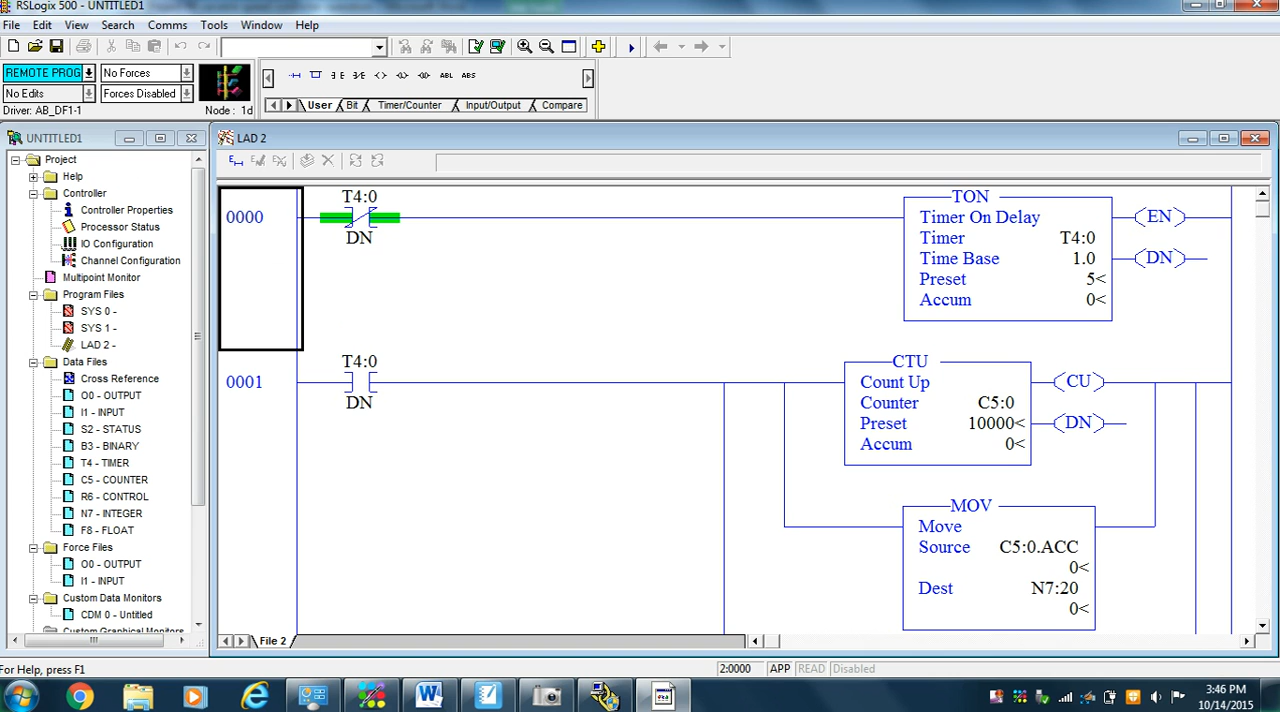 RSLogix 500 - UNTITLED1
File Edit View Search Comms Tools Window Help
REMOTE PROG No Forces
No Edits Forces Disabled
Driver: AB_DF1-1 Node : 1d
ABL ABS
User Bit Timer/Counter Input/Output Compare
UNTITLED1
Project
Help
Controller
Controller Properties
Processor Status
IO Configuration
Channel Configuration
Multipoint Monitor
Program Files
SYS 0 -
SYS 1 -
LAD 2 -
Data Files
Cross Reference
O0 - OUTPUT
I1 - INPUT
S2 - STATUS
B3 - BINARY
T4 - TIMER
C5 - COUNTER
R6 - CONTROL
N7 - INTEGER
F8 - FLOAT
Force Files
O0 - OUTPUT
I1 - INPUT
Custom Data Monitors
CDM 0 - Untitled
Custom Graphical Monitors
LAD 2
0000
T4:0
DN
TON
Timer On Delay
Timer T4:0
Time Base 1.0
Preset 5<
Accum 0<
EN
DN
0001
T4:0
DN
CTU
Count Up
Counter C5:0
Preset 10000<
Accum 0<
CU
DN
MOV
Move
Source C5:0.ACC
0<
Dest N7:20
0<
File 2
For Help, press F1
2:0000 APP READ Disabled
3:46 PM
10/14/2015